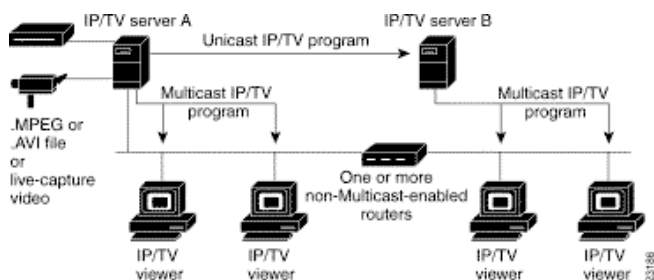 IP/TV server A
IP/TV server B
Unicast IP/TV program
Multicast IP/TV
program
Multicast IP/TV
program
.MPEG or
.AVI file
or
live-capture
video
One or more
non-Multicast-enabled
routers
IP/TV
viewer
IP/TV
viewer
IP/TV
viewer
IP/TV
viewer
23186